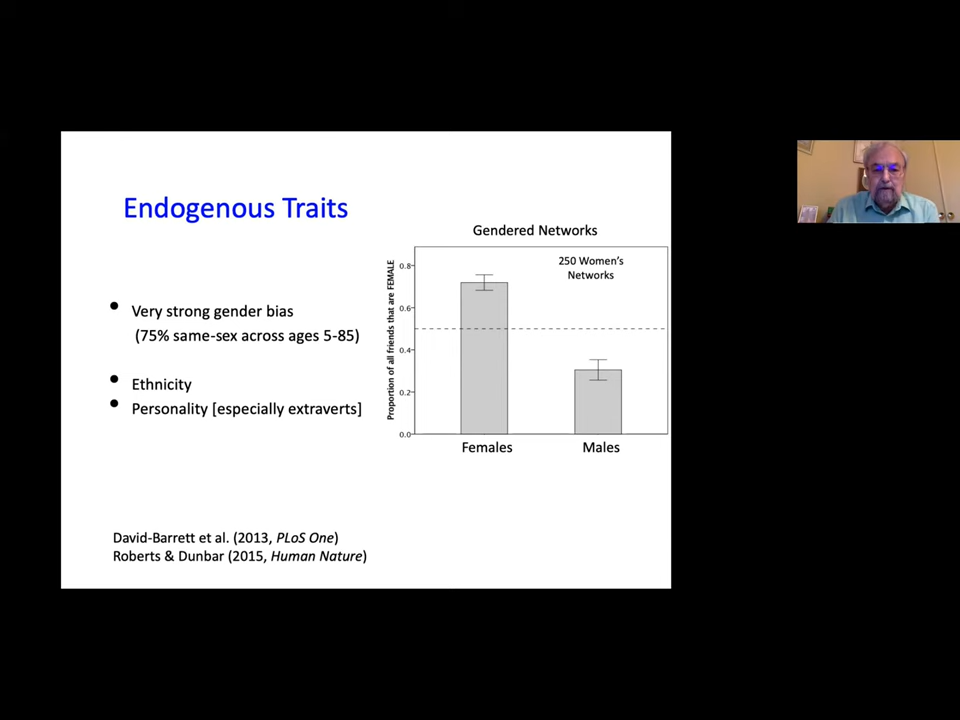 Endogenous Traits
• Very strong gender bias
(75% same-sex across ages 5-85)
• Ethnicity
• Personality [especially extraverts]
Gendered Networks
250 Women's
Networks
Proportion of all friends that are FEMALE
0.8
0.6
0.4
0.2
0.0
Females
Males
David-Barrett et al. (2013, PLoS One)
Roberts & Dunbar (2015, Human Nature)